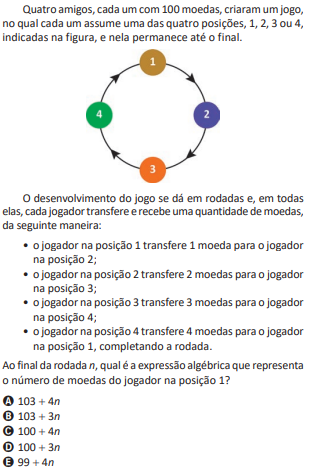 Quatro amigos, cada um com 100 moedas, criaram um jogo,
no qual cada um assume uma das quatro posições, 1, 2, 3 ou 4,
indicadas na figura, e nela permanece até o final.
1
4
2
3
O desenvolvimento do jogo se dá em rodadas e, em todas
elas, cada jogador transfere e recebe uma quantidade de moedas,
da seguinte maneira:
• o jogador na posição 1 transfere 1 moeda para o jogador
na posição 2;
• o jogador na posição 2 transfere 2 moedas para o jogador
na posição 3;
• o jogador na posição 3 transfere 3 moedas para o jogador
na posição 4;
• o jogador na posição 4 transfere 4 moedas para o jogador
na posição 1, completando a rodada.
Ao final da rodada n, qual é a expressão algébrica que representa
o número de moedas do jogador na posição 1?
A 103 + 4n
B 103 + 3n
C 100 + 4n
D 100 + 3n
E 99 + 4n